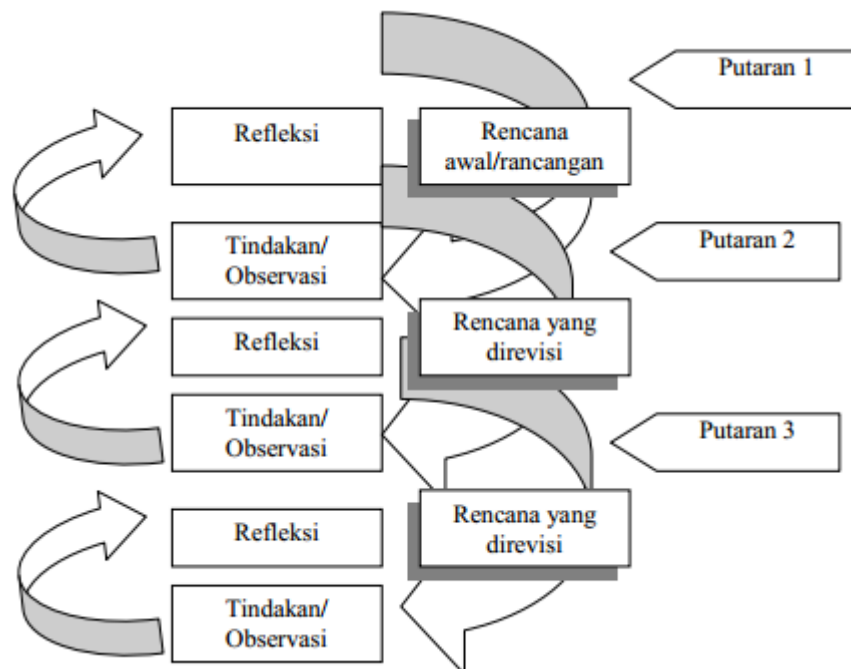 Putaran 1
Refleksi
Rencana
awal/rancangan
Putaran 2
Tindakan/
Observasi
Refleksi
Rencana yang
direvisi
Tindakan/
Observasi
Putaran 3
Refleksi
Rencana yang
direvisi
Tindakan/
Observasi